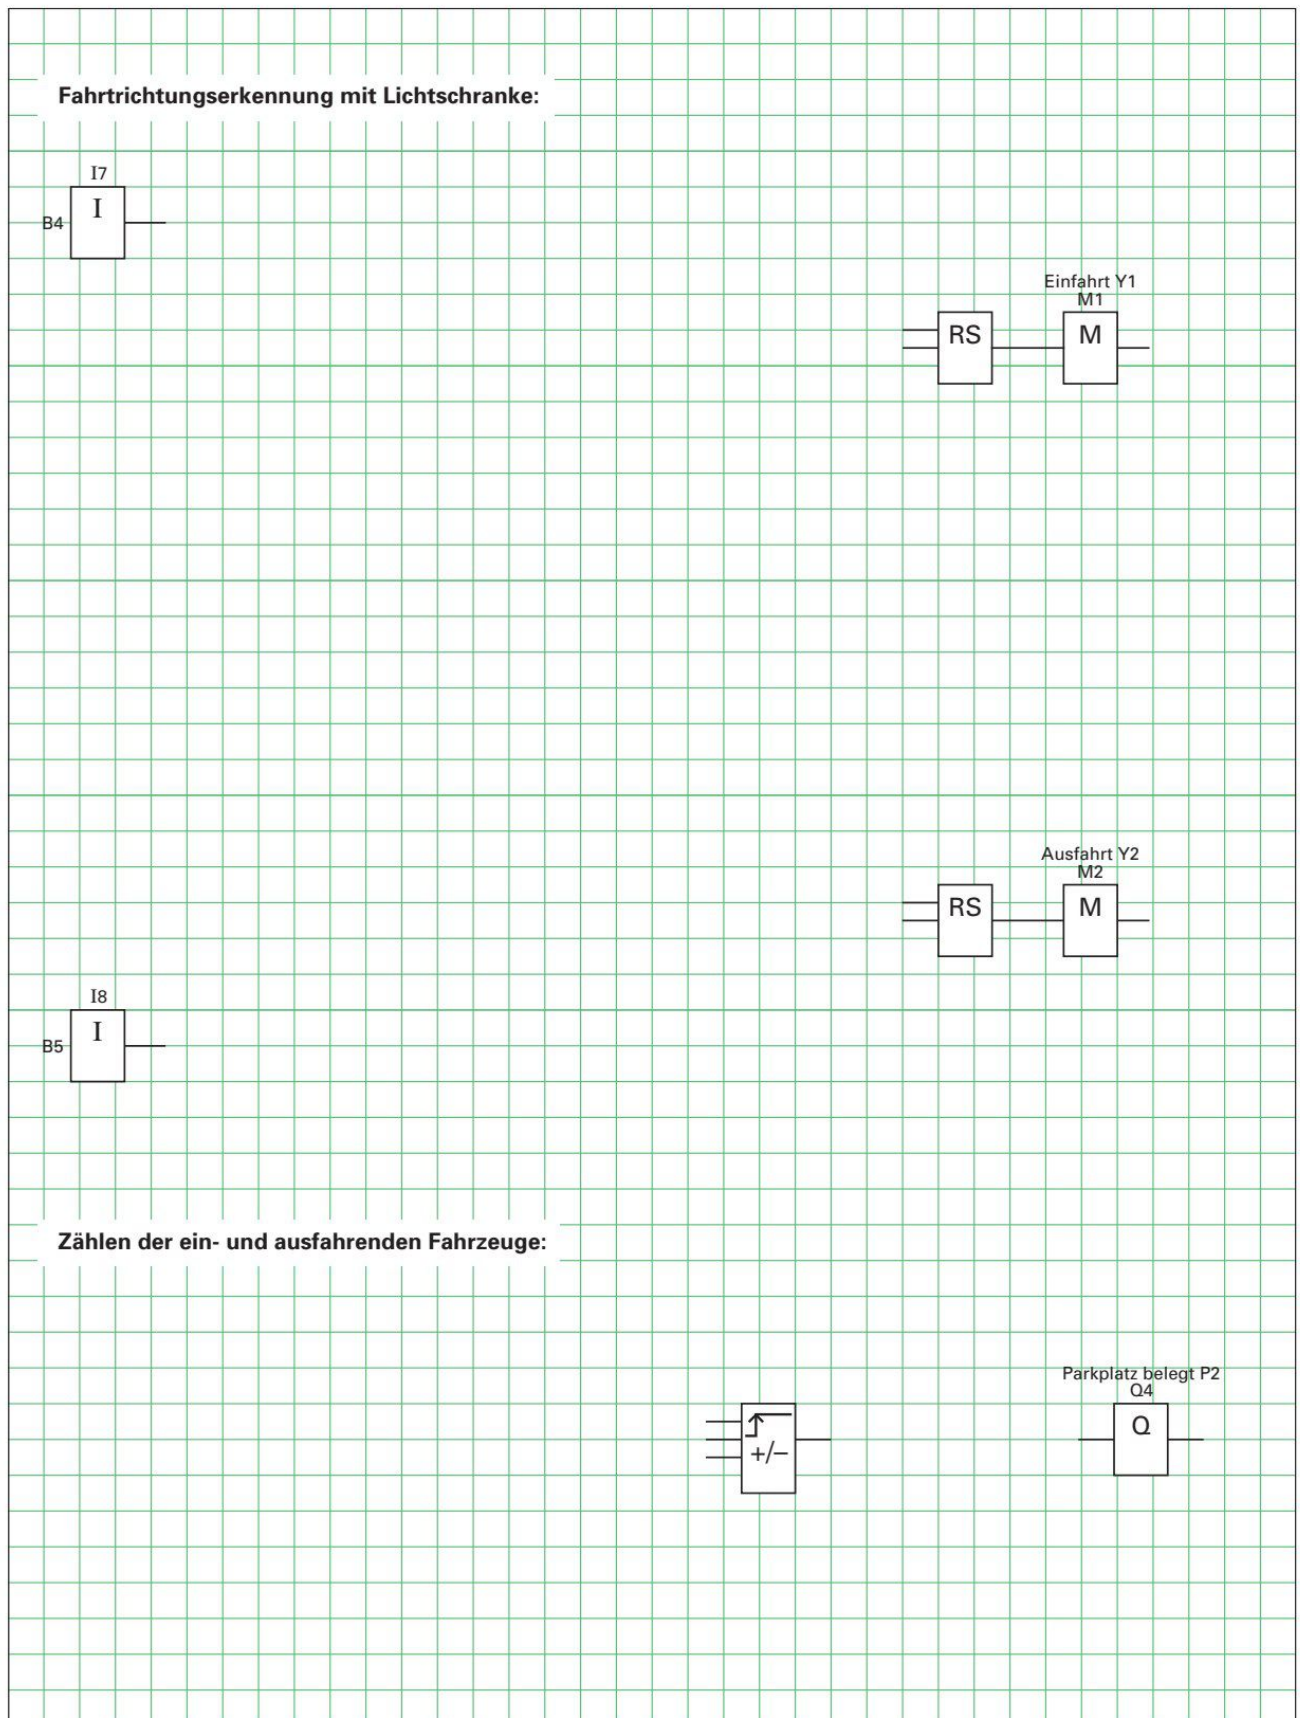 Fahrtrichtungserkennung mit Lichtschranke:
I7
I
B4
Einfahrt Y1
M1
RS
M
Ausfahrt Y2
M2
RS
M
I8
I
B5
Zählen der ein- und ausfahrenden Fahrzeuge:
Parkplatz belegt P2
Q4
Q
+/−